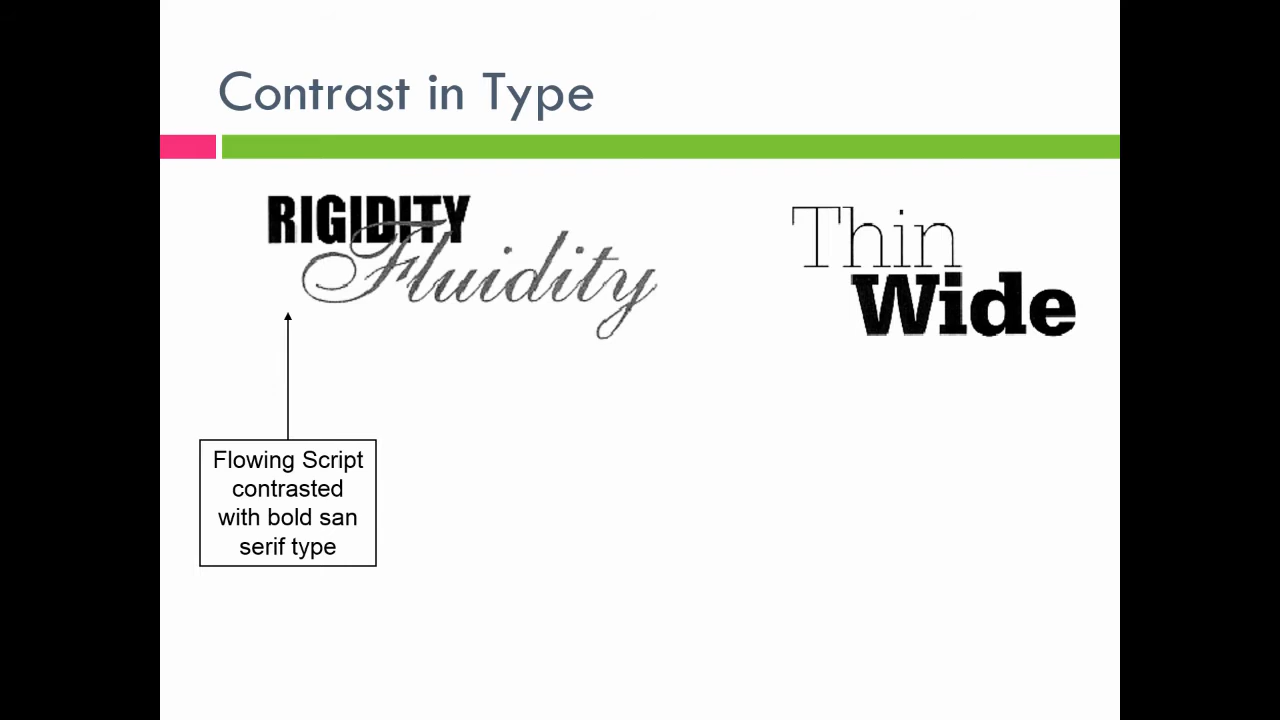 Contrast in Type
RIGIDITY
Fluidity
Thin
Wide
Flowing Script
contrasted
with bold san
serif type